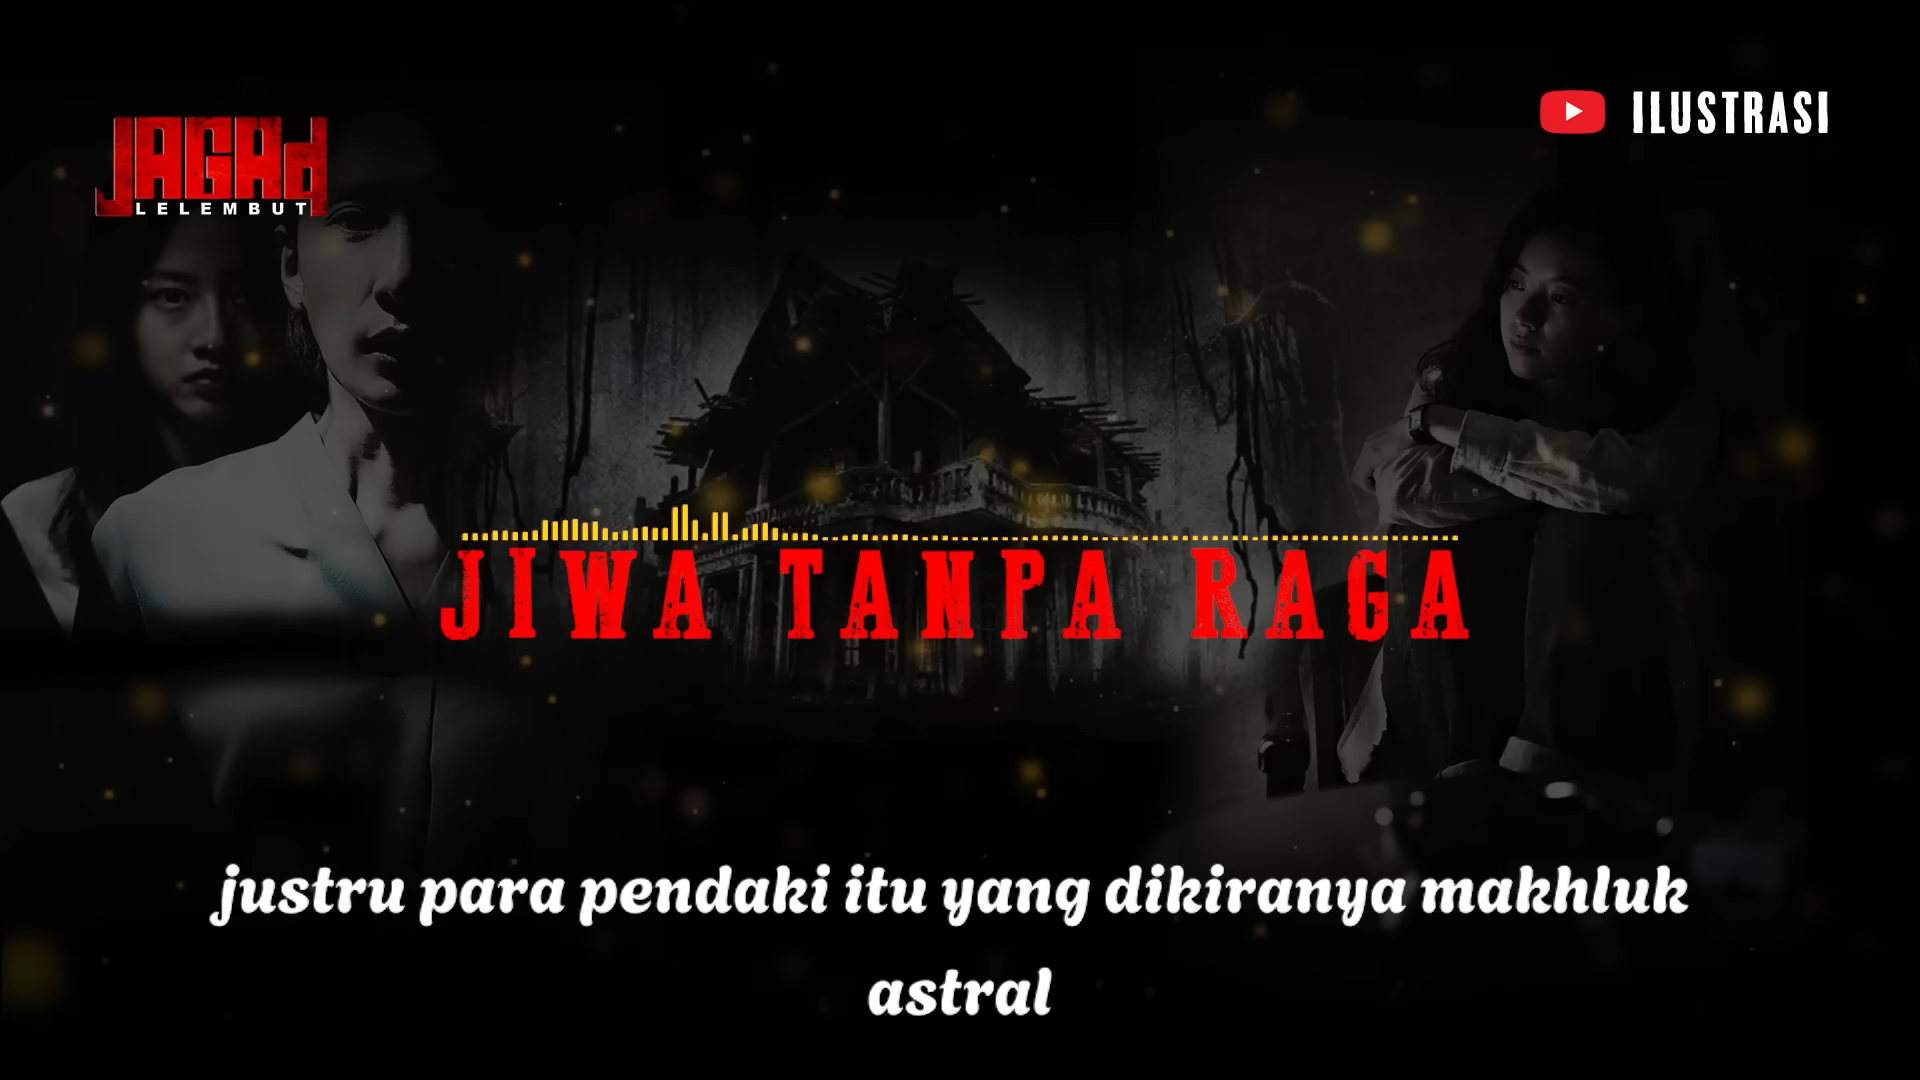 JAGAd
LELEMBUT
ILUSTRASI
JIWA TANPA RAGA
justru para pendaki itu yang dikiranya makhluk
astral